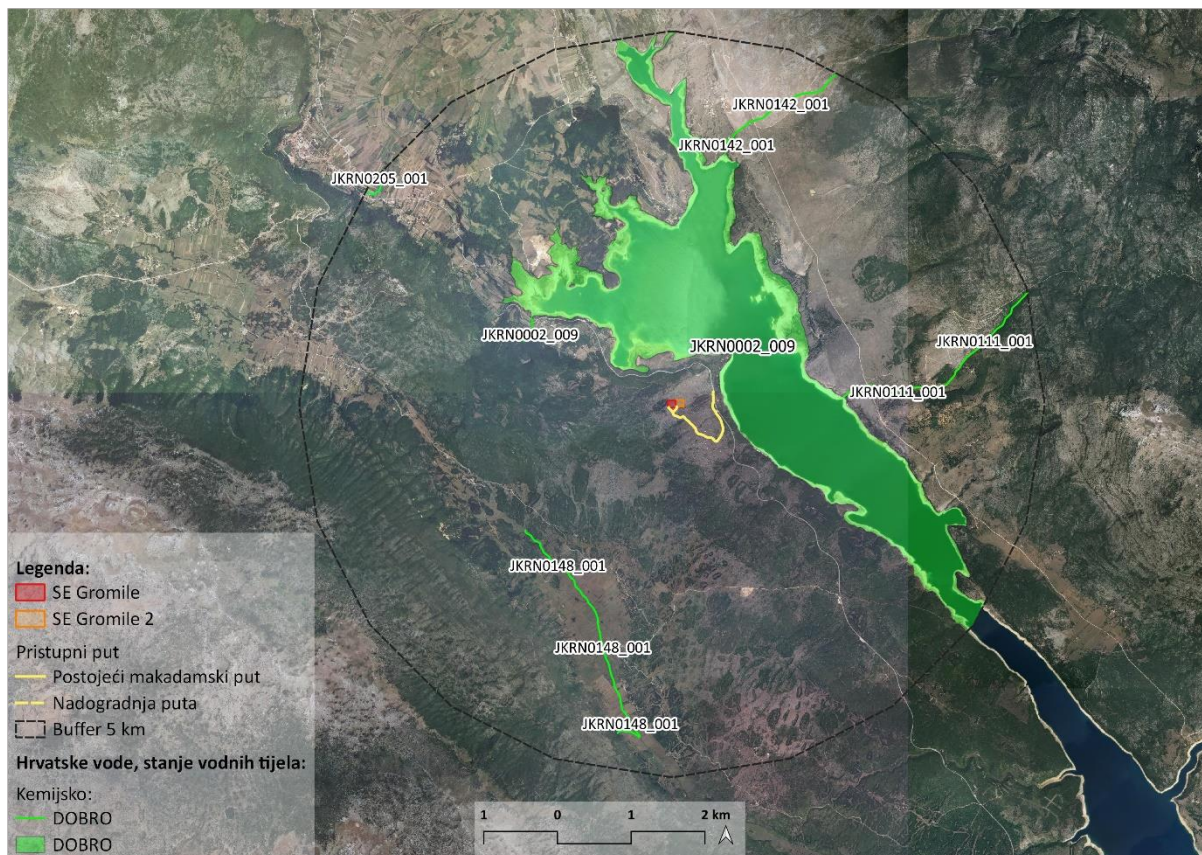 JKRN0142_001
JKRN0142_001
JKRN0205_001
JKRN0002_009
JKRN0002_009
JKRN0111_001
JKRN0111_001
JKRN0148_001
JKRN0148_001
JKRN0148_001
Legenda:
SE Gromile
SE Gromile 2
Pristupni put
Postojeći makadamski put
Nadogradnja puta
Buffer 5 km
Hrvatske vode, stanje vodnih tijela:
Kemijsko:
DOBRO
DOBRO
1 0 1 2 km